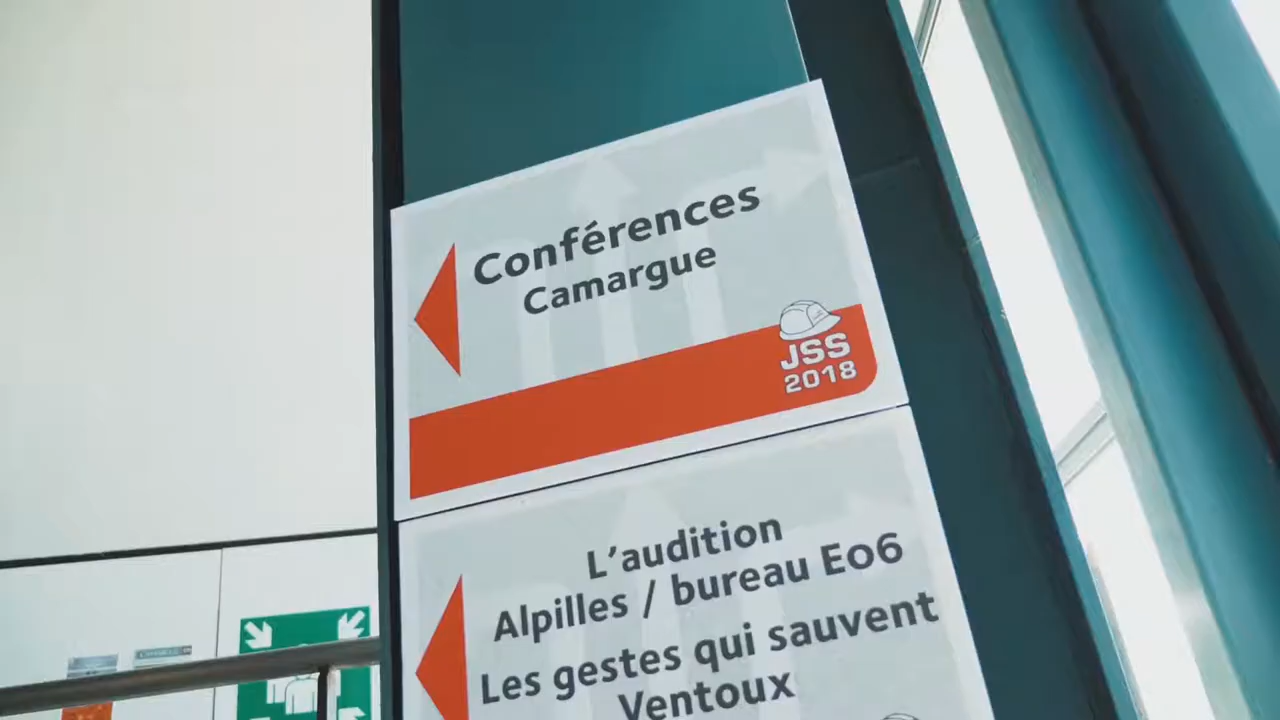 Conférences
Camargue
JSS
2018
L'audition
Alpilles / bureau E06
Les gestes qui sauvent
Ventoux